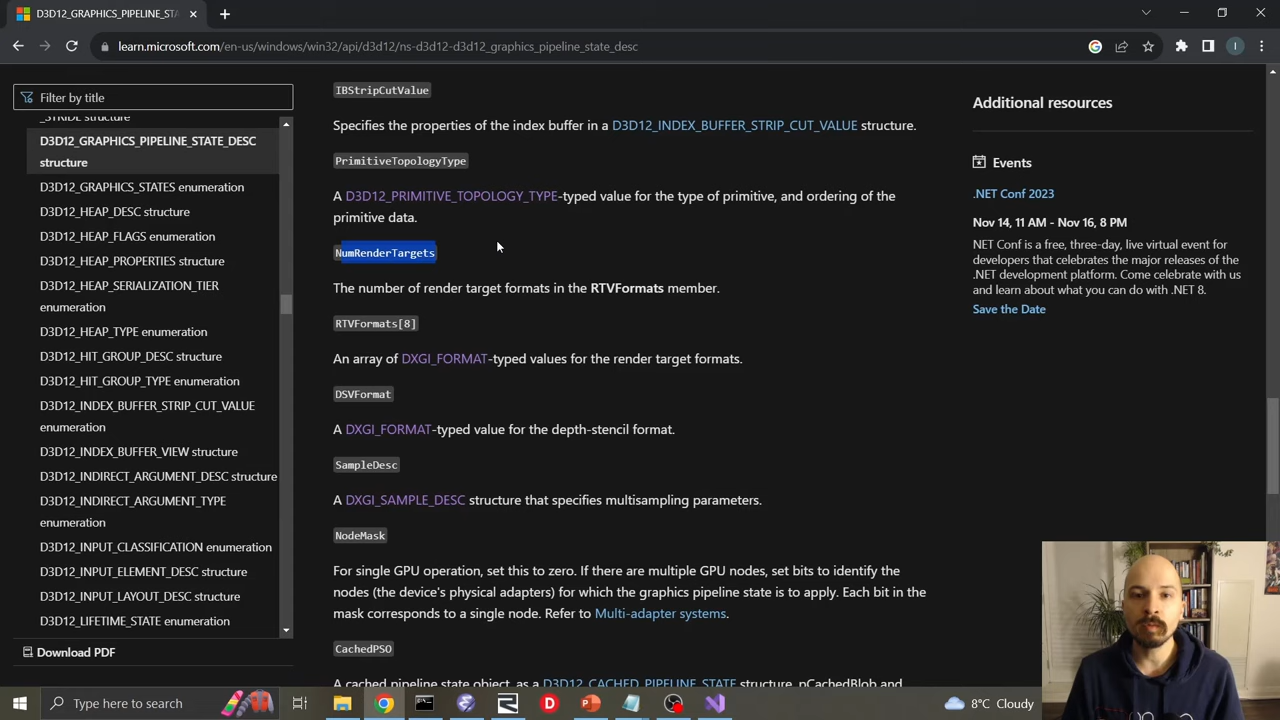 D3D12_GRAPHICS_PIPELINE_STA
learn.microsoft.com/en-us/windows/win32/api/d3d12/ns-d3d12-d3d12_graphics_pipeline_state_desc
Filter by title
_STRIDE structure
D3D12_GRAPHICS_PIPELINE_STATE_DESC
structure
D3D12_GRAPHICS_STATES enumeration
D3D12_HEAP_DESC structure
D3D12_HEAP_FLAGS enumeration
D3D12_HEAP_PROPERTIES structure
D3D12_HEAP_SERIALIZATION_TIER
enumeration
D3D12_HEAP_TYPE enumeration
D3D12_HIT_GROUP_DESC structure
D3D12_HIT_GROUP_TYPE enumeration
D3D12_INDEX_BUFFER_STRIP_CUT_VALUE
enumeration
D3D12_INDEX_BUFFER_VIEW structure
D3D12_INDIRECT_ARGUMENT_DESC structure
D3D12_INDIRECT_ARGUMENT_TYPE
enumeration
D3D12_INPUT_CLASSIFICATION enumeration
D3D12_INPUT_ELEMENT_DESC structure
D3D12_INPUT_LAYOUT_DESC structure
D3D12_LIFETIME_STATE enumeration
Download PDF
IBStripCutValue
Specifies the properties of the index buffer in a D3D12_INDEX_BUFFER_STRIP_CUT_VALUE structure.
PrimitiveTopologyType
A D3D12_PRIMITIVE_TOPOLOGY_TYPE-typed value for the type of primitive, and ordering of the
primitive data.
NumRenderTargets
The number of render target formats in the RTVFormats member.
RTVFormats[8]
An array of DXGI_FORMAT-typed values for the render target formats.
DSVFormat
A DXGI_FORMAT-typed value for the depth-stencil format.
SampleDesc
A DXGI_SAMPLE_DESC structure that specifies multisampling parameters.
NodeMask
For single GPU operation, set this to zero. If there are multiple GPU nodes, set bits to identify the
nodes (the device's physical adapters) for which the graphics pipeline state is to apply. Each bit in the
mask corresponds to a single node. Refer to Multi-adapter systems.
CachedPSO
A cached pipeline state object, as a D3D12_CACHED_PIPELINE_STATE structure. pCachedBlob and
Additional resources
Events
.NET Conf 2023
Nov 14, 11 AM - Nov 16, 8 PM
.NET Conf is a free, three-day, live virtual event for
developers that celebrates the major releases of the
.NET development platform. Come celebrate with us
and learn about what you can do with .NET 8.
Save the Date
Type here to search
8°C Cloudy